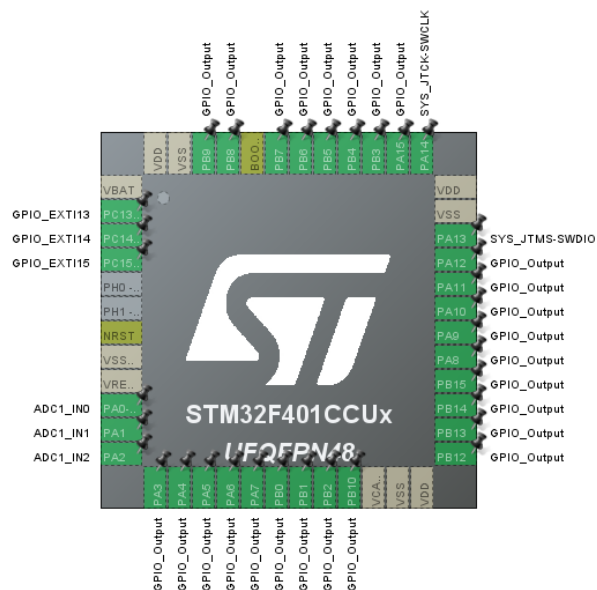 GPIO_Output
GPIO_Output
GPIO_Output
GPIO_Output
GPIO_Output
GPIO_Output
GPIO_Output
GPIO_Output
SYS_JTCK-SWCLK
VDD
VSS
PB9
PB8
BOO..
PB7
PB6
PB5
PB4
PB3
PA15
PA14
VBAT
VDD
GPIO_EXTI13 PC13..
VSS
GPIO_EXTI14 PC14..
PA13 SYS_JTMS-SWDIO
GPIO_EXTI15 PC15..
PA12 GPIO_Output
PH0 -..
PA11 GPIO_Output
PH1 -..
PA10 GPIO_Output
NRST
PA9 GPIO_Output
VSS..
PA8 GPIO_Output
VRE..
PB15 GPIO_Output
ADC1_IN0 PA0-..
PB14 GPIO_Output
ADC1_IN1 PA1
PB13 GPIO_Output
ADC1_IN2 PA2
PB12 GPIO_Output
ST
STM32F401CCUx
UFQFPN48
PA3
PA4
PA5
PA6
PA7
PB0
PB1
PB2
PB10
VCA..
VSS
VDD
GPIO_Output
GPIO_Output
GPIO_Output
GPIO_Output
GPIO_Output
GPIO_Output
GPIO_Output
GPIO_Output
GPIO_Output